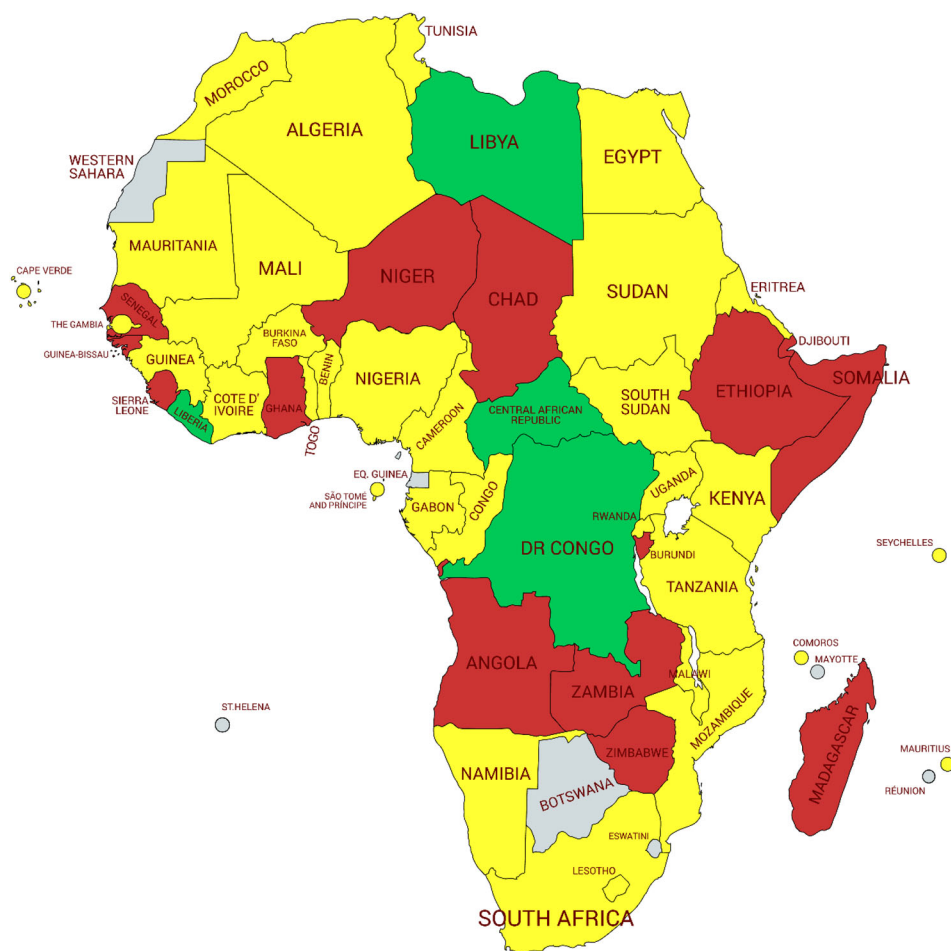 TUNISIA
MOROCCO
ALGERIA
LIBYA
EGYPT
WESTERN
SAHARA
MAURITANIA
MALI
NIGER
CHAD
SUDAN
ERITREA
CAPE VERDE
SENEGAL
THE GAMBIA
GUINEA-BISSAU
GUINEA
BURKINA
FASO
BENIN
NIGERIA
DJIBOUTI
SOMALIA
ETHIOPIA
SIERRA
LEONE
LIBERIA
COTE D'
IVOIRE
GHANA
TOGO
CAMEROON
CENTRAL AFRICAN
REPUBLIC
SOUTH
SUDAN
EQ. GUINEA
SÃO TOMÉ
AND PRÍNCIPE
GABON
CONGO
UGANDA
KENYA
RWANDA
DR CONGO
BURUNDI
TANZANIA
SEYCHELLES
ANGOLA
ZAMBIA
MALAWI
MOZAMBIQUE
COMOROS
MAYOTTE
ST.HELENA
ZIMBABWE
MADAGASCAR
MAURITIUS
RÉUNION
NAMIBIA
BOTSWANA
ESWATINI
LESOTHO
SOUTH AFRICA